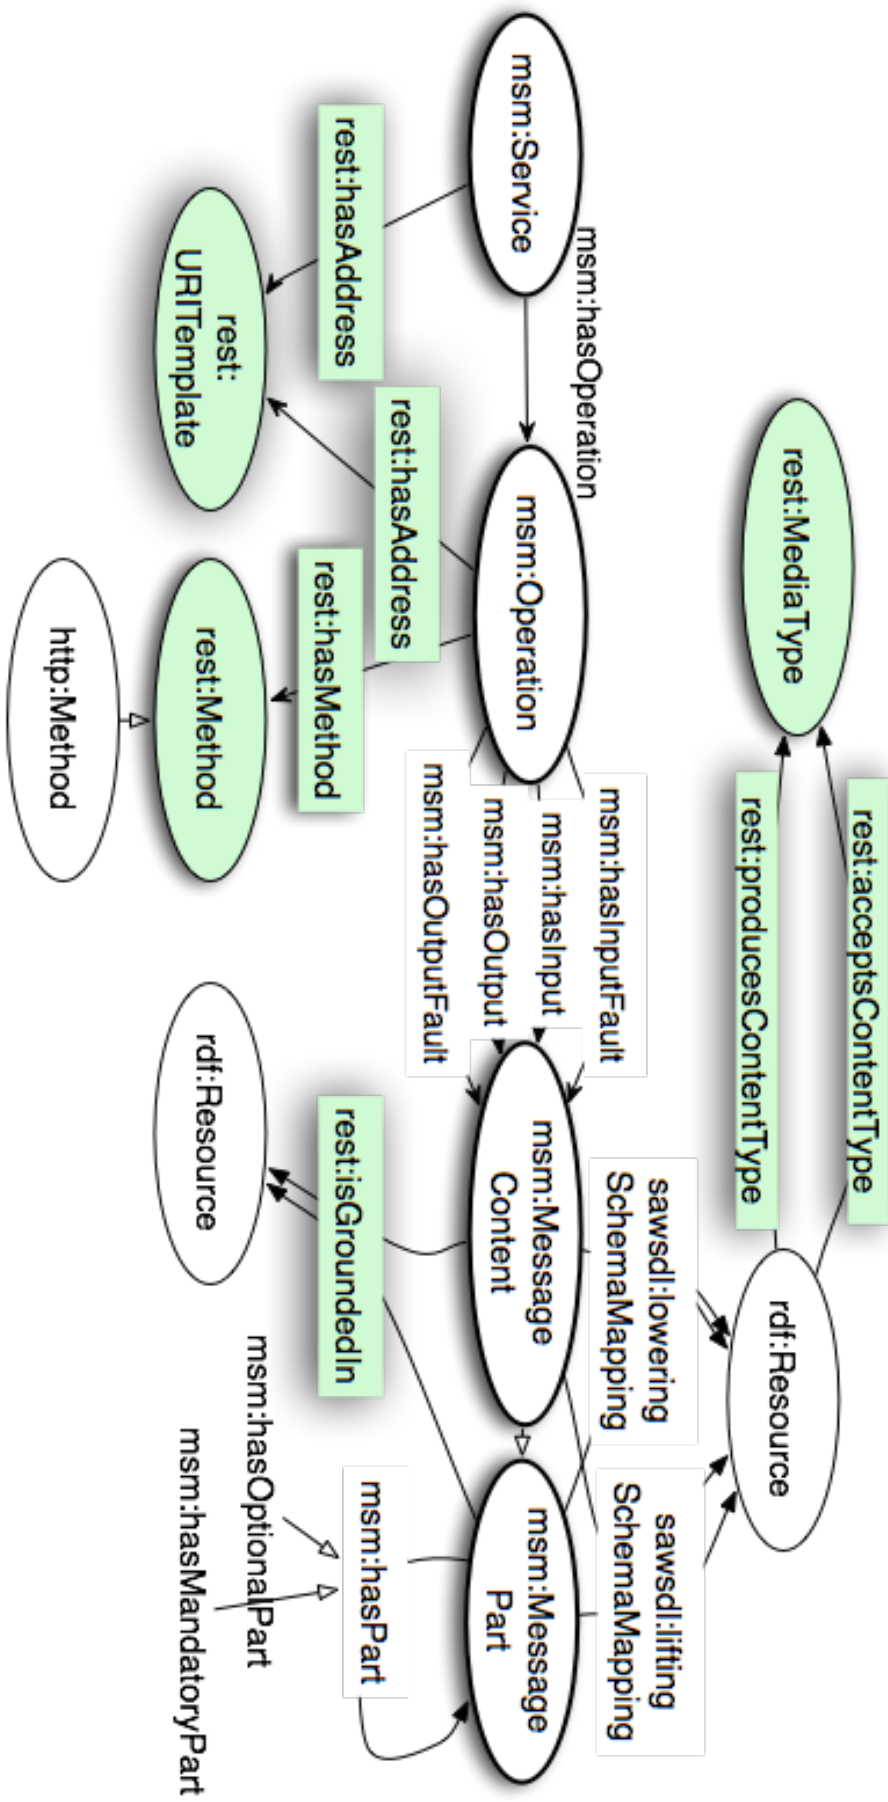 rest:MediaType
rest:acceptsContentType
rest:producesContentType
rdf:Resource
msm:Service
msm:hasOperation
msm:Operation
msm:hasInputFault
msm:hasInput
msm:hasOutput
msm:hasOutputFault
msm:Message
Content
sawsdl:lowering
SchemaMapping
sawsdl:lifting
SchemaMapping
msm:Message
Part
rest:hasAddress
rest:hasAddress
rest:hasMethod
rest:isGroundedIn
msm:hasPart
rest:
URITemplate
rest:Method
rdf:Resource
msm:hasOptionalPart
msm:hasMandatoryPart
http:Method